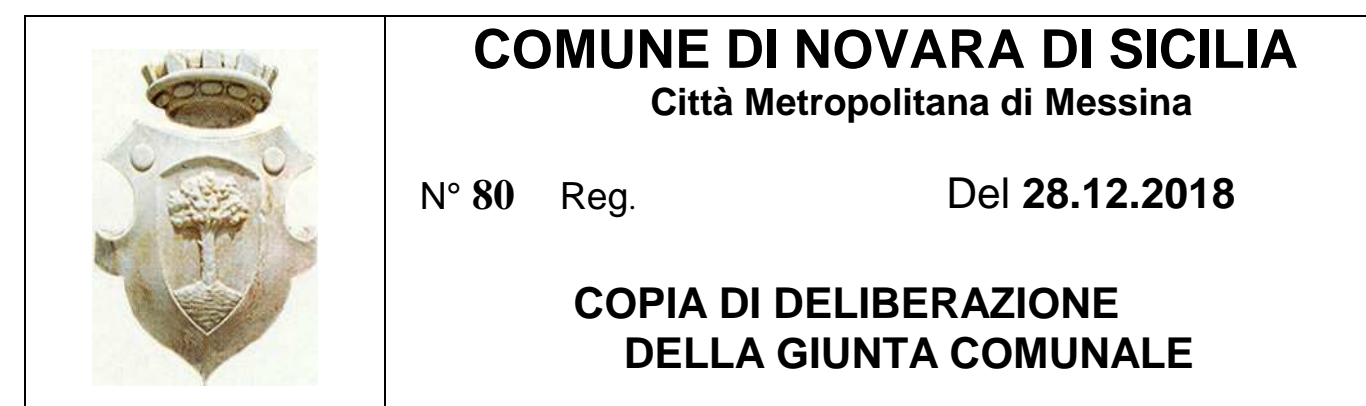 COMUNE DI NOVARA DI SICILIA
Città Metropolitana di Messina
N° 80 Reg. Del 28.12.2018
COPIA DI DELIBERAZIONE
DELLA GIUNTA COMUNALE